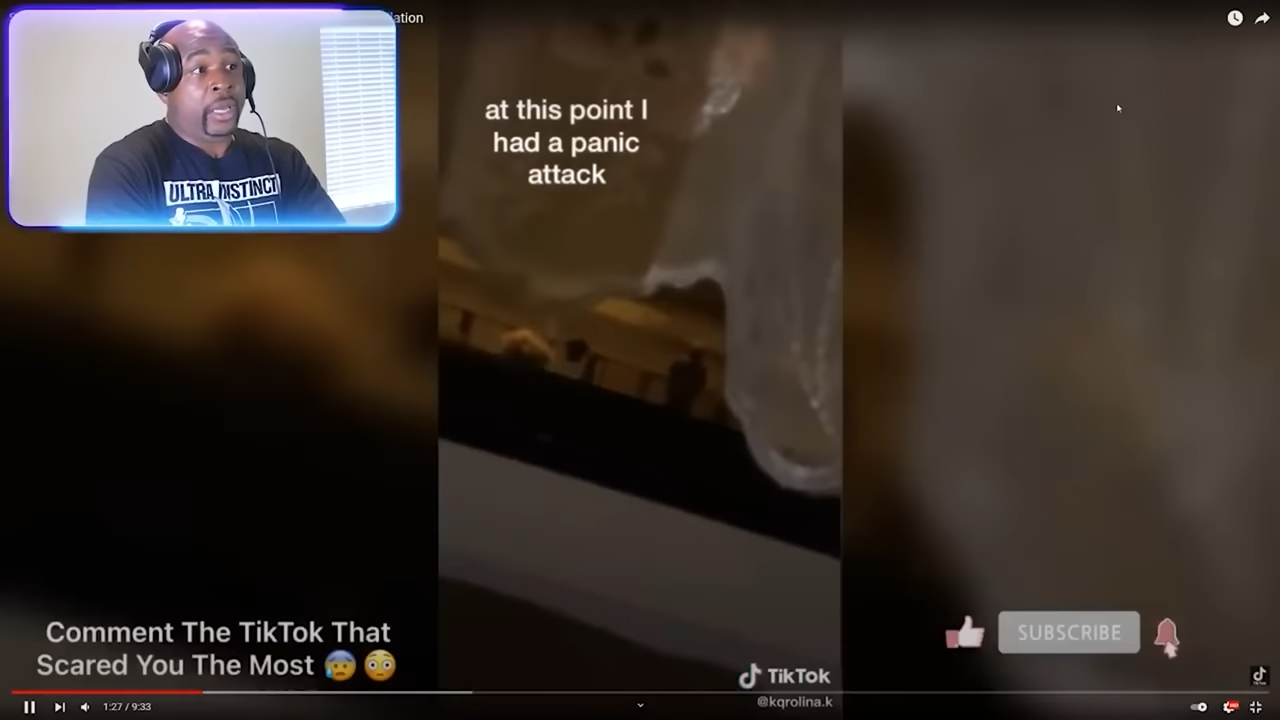 ation
at this point I
had a panic
attack
ULTRA INSTINCT
Comment The TikTok That
Scared You The Most 😰 😳
SUBSCRIBE
TikTok
@kqrolina.k
1:27 / 9:33